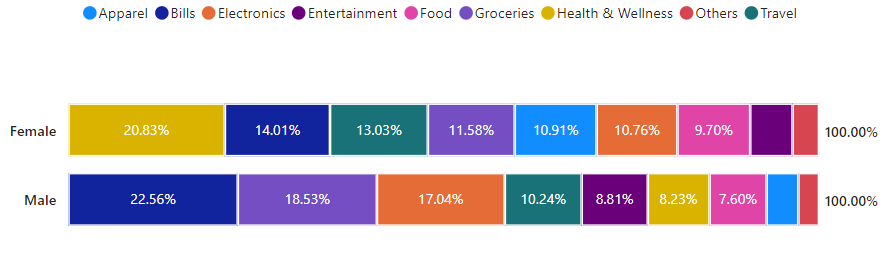 Apparel Bills Electronics Entertainment Food Groceries Health & Wellness Others Travel
Female 20.83% 14.01% 13.03% 11.58% 10.91% 10.76% 9.70% 100.00%
Male 22.56% 18.53% 17.04% 10.24% 8.81% 8.23% 7.60% 100.00%